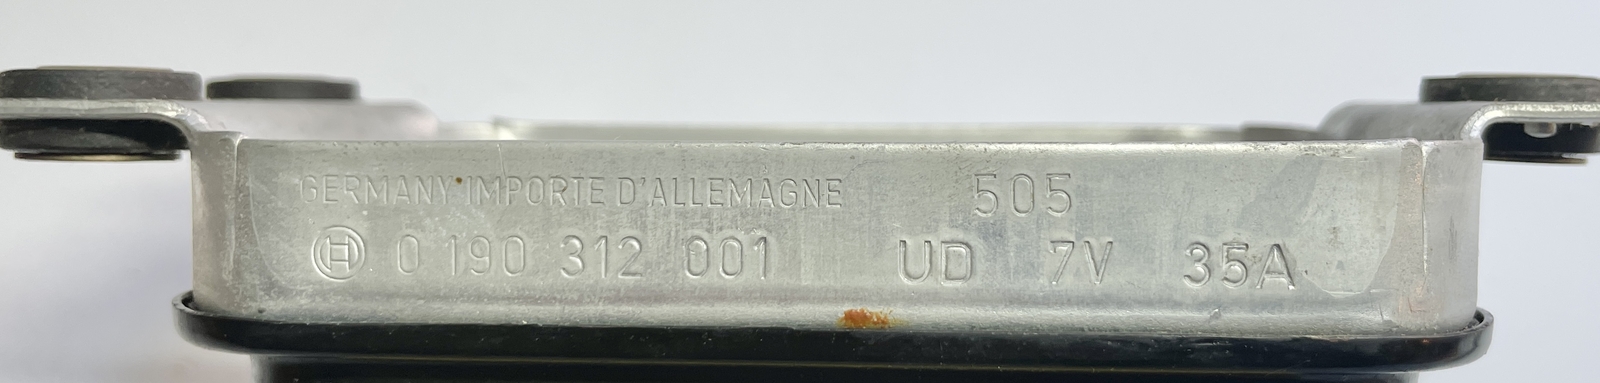 GERMANY IMPORTE D'ALLEMAGNE 505
0 190 312 001 UD 7V 35A